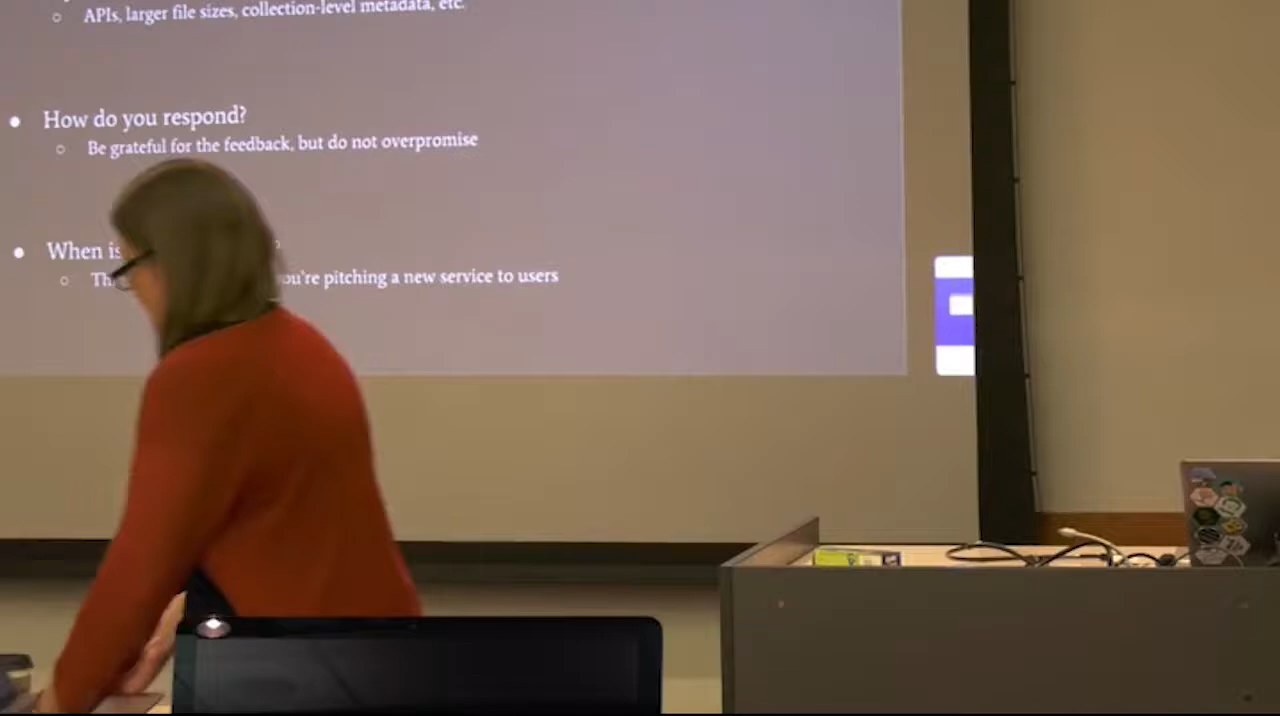 APIs, larger file sizes, collection-level metadata, etc.
How do you respond?
Be grateful for the feedback, but do not overpromise
When is
you're pitching a new service to users